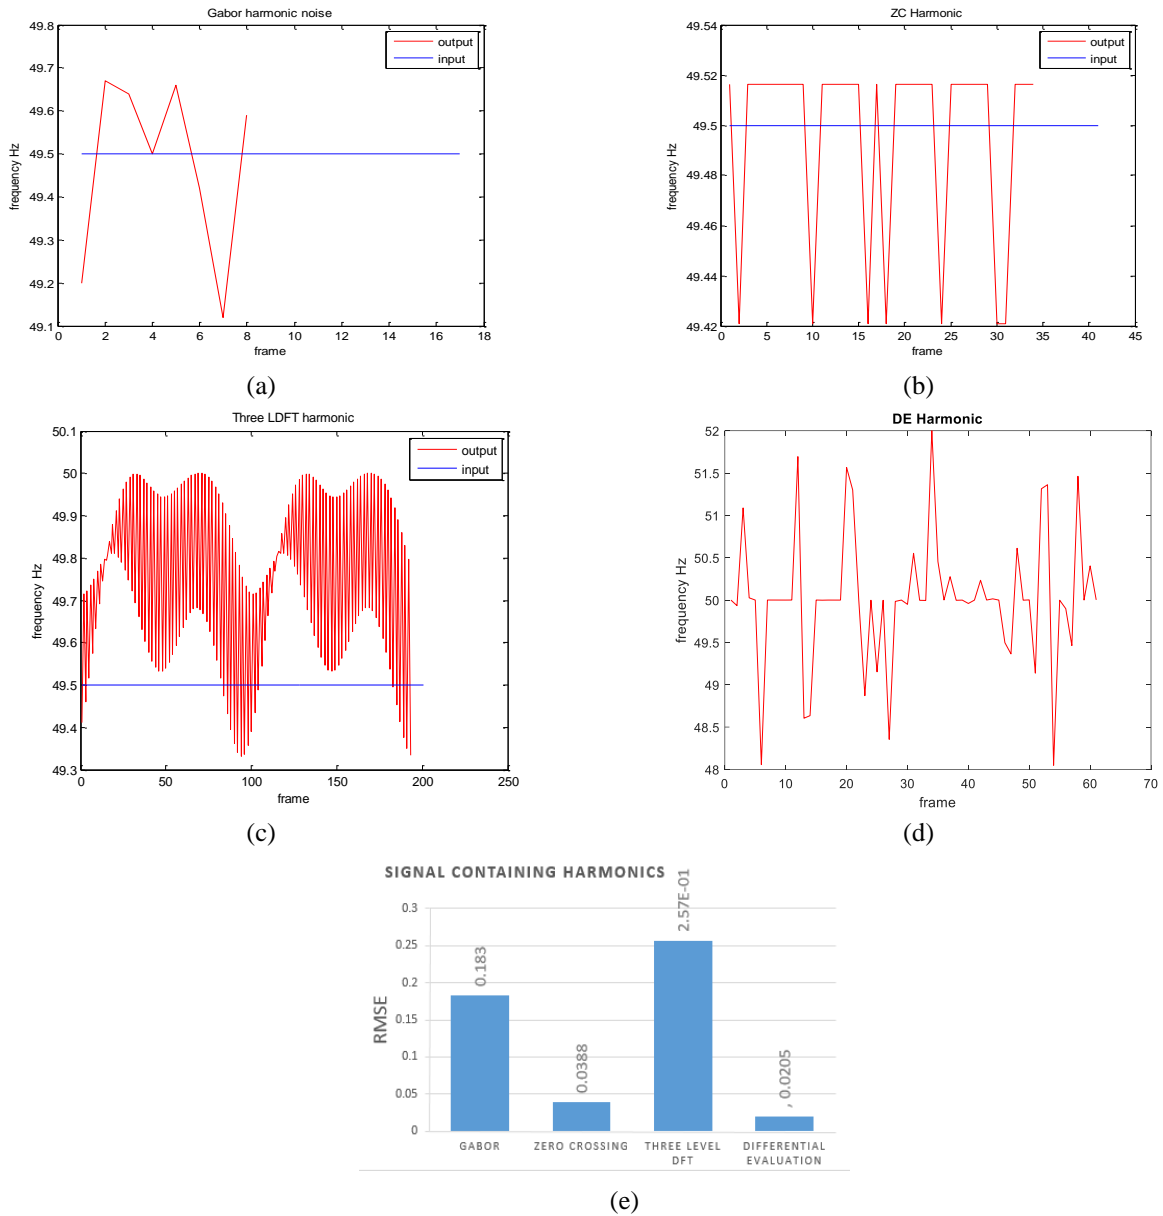 Gabor harmonic noise
49.8
49.7
49.6
49.5
49.4
49.3
49.2
49.1
frequency Hz
output
input
0 2 4 6 8 10 12 14 16 18
frame
(a)
ZC Harmonic
49.54
49.52
49.5
49.48
49.46
49.44
49.42
frequency Hz
output
input
0 5 10 15 20 25 30 35 40 45
frame
(b)
Three LDFT harmonic
50.1
50
49.9
49.8
49.7
49.6
49.5
49.4
49.3
frequency Hz
output
input
0 50 100 150 200 250
frame
(c)
DE Harmonic
52
51.5
51
50.5
50
49.5
49
48.5
48
frequency Hz
0 10 20 30 40 50 60 70
frame
(d)
SIGNAL CONTAINING HARMONICS
0.3
0.25
0.2
0.15
0.1
0.05
0
RMSE
0.183
0.0388
2.57E-01
, 0.0205
GABOR
ZERO CROSSING
THREE LEVEL
DFT
DIFFERENTIAL
EVALUATION
(e)